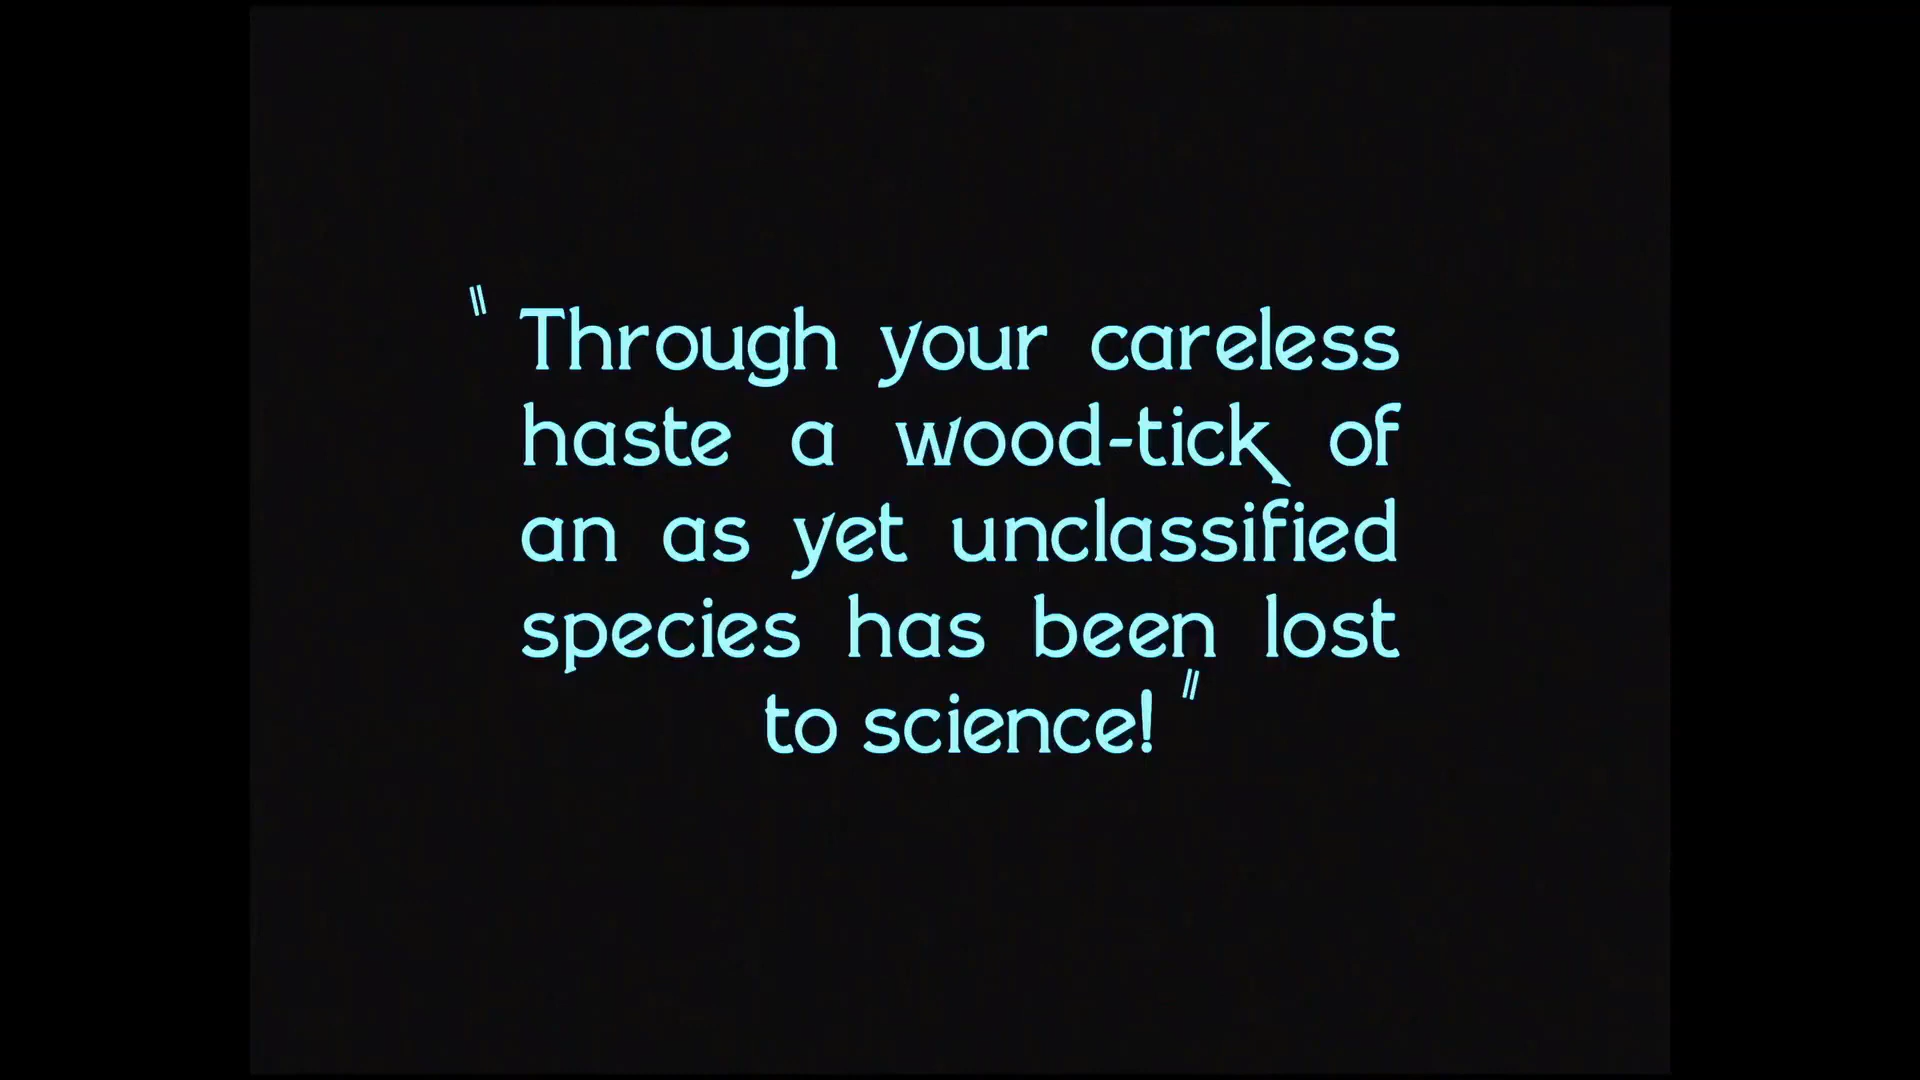 "Through your careless
haste a wood-tick of
an as yet unclassified
species has been lost
to science!"